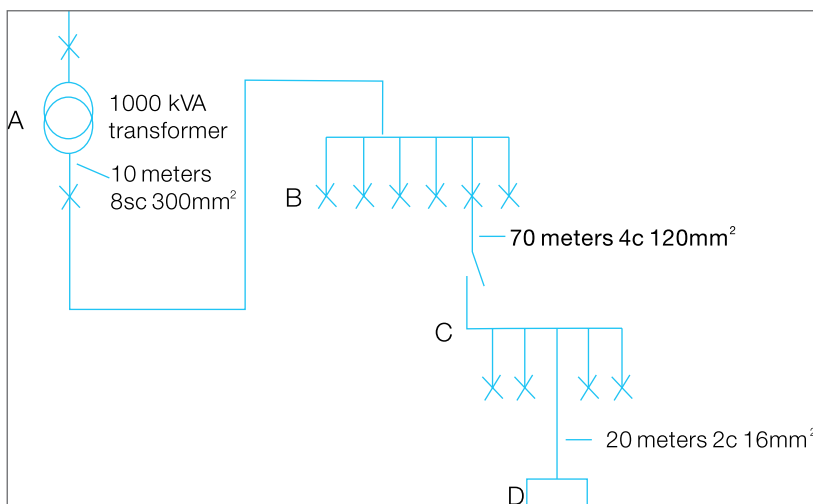 A
1000 kVA
transformer
10 meters
8sc 300mm²
B
70 meters 4c 120mm²
C
20 meters 2c 16mm²
D